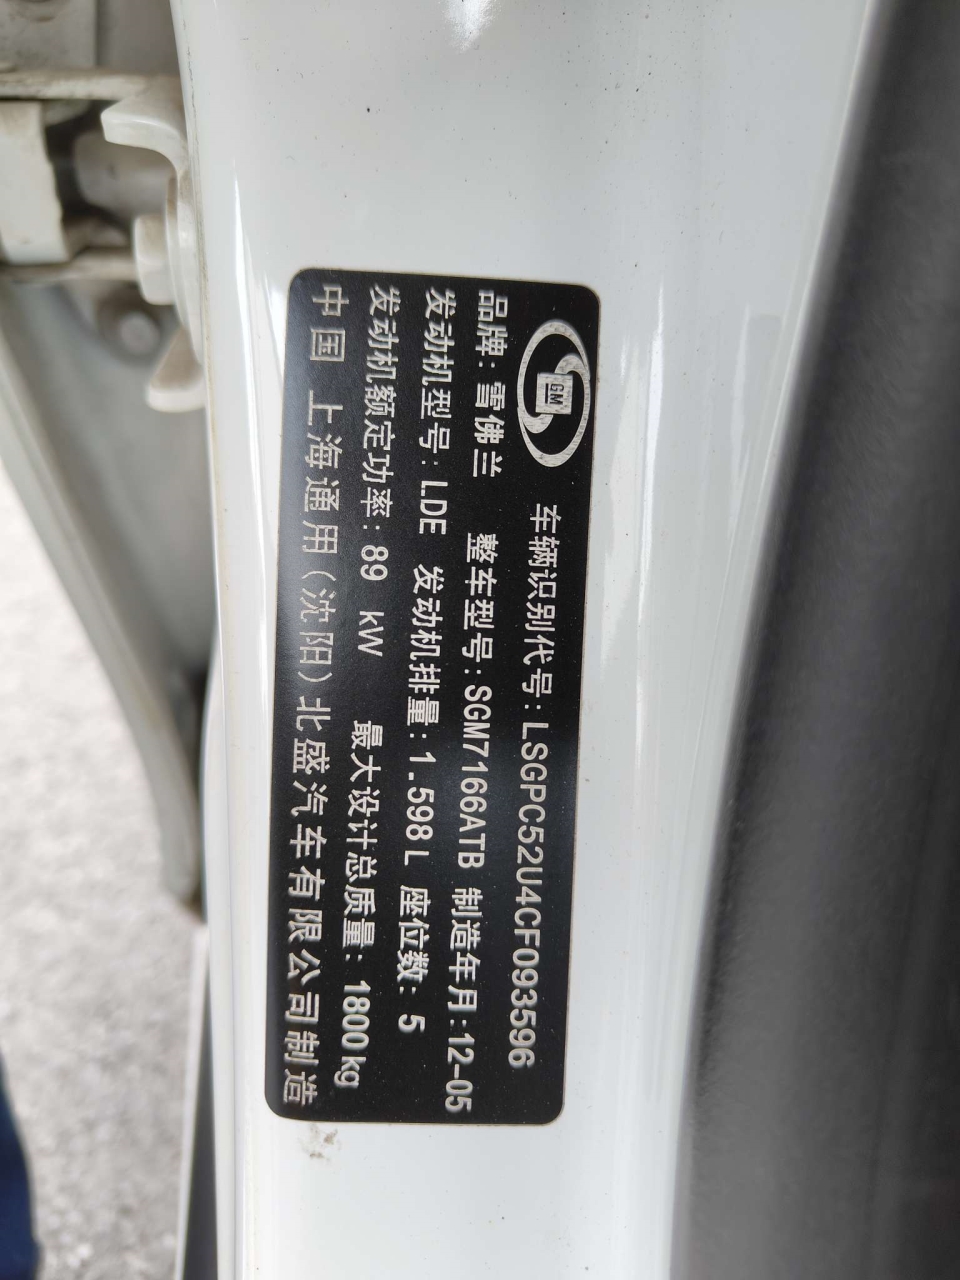 GM
车辆识别代号:LSGPC52U4CF093596
品牌:雪佛兰 整车型号:SGM7166ATB 制造年月:12-05
发动机型号:LDE 发动机排量:1.598L 座位数:5
发动机额定功率:89 kW 最大设计总质量:1800kg
中国 上海通用(沈阳)北盛汽车有限公司制造